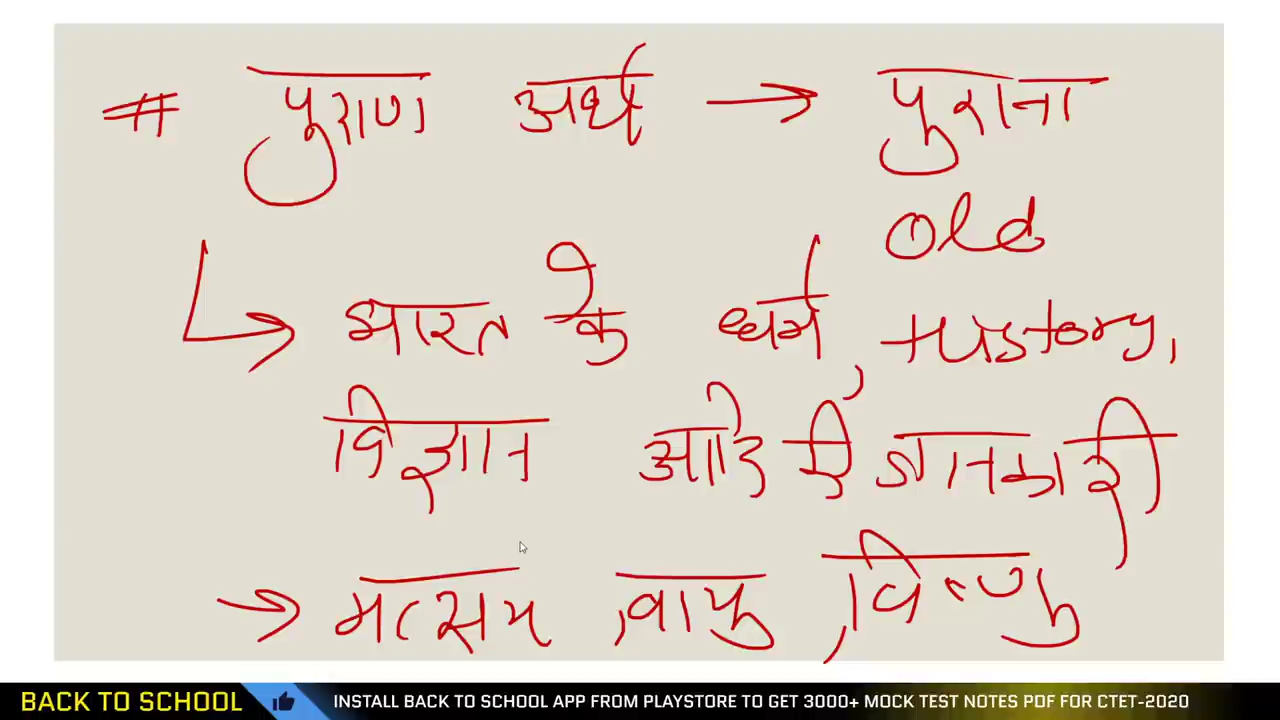 # पुराण अर्थ → पुराना
Old
↳ भारत के धर्म, History,
विज्ञान आदि की जानकारी
→ मत्सय, वायु, विष्णु
BACK TO SCHOOL INSTALL BACK TO SCHOOL APP FROM PLAYSTORE TO GET 3000+ MOCK TEST NOTES PDF FOR CTET-2020